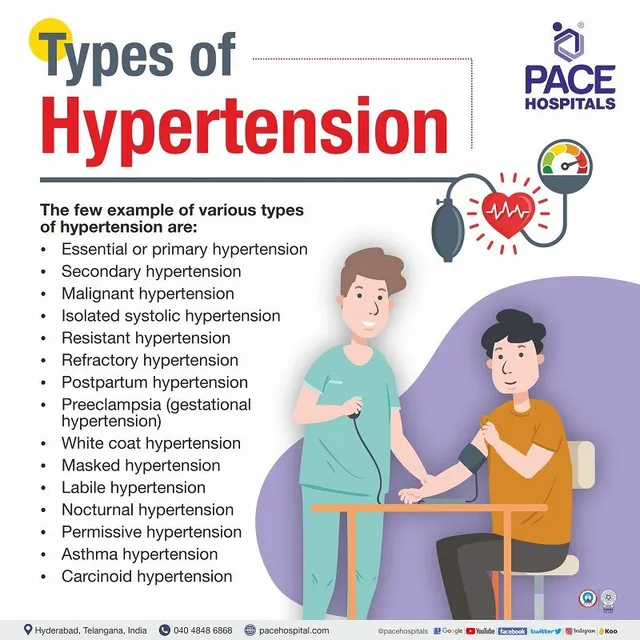 Types of
Hypertension
PACE
HOSPITALS
®
The few example of various types
of hypertension are:
• Essential or primary hypertension
• Secondary hypertension
• Malignant hypertension
• Isolated systolic hypertension
• Resistant hypertension
• Refractory hypertension
• Postpartum hypertension
• Preeclampsia (gestational
hypertension)
• White coat hypertension
• Masked hypertension
• Labile hypertension
• Nocturnal hypertension
• Permissive hypertension
• Asthma hypertension
• Carcinoid hypertension
Hyderabad, Telangana, India 040 4848 6868 pacehospital.com @pacehospitals Google YouTube facebook twitter Instagram Koo